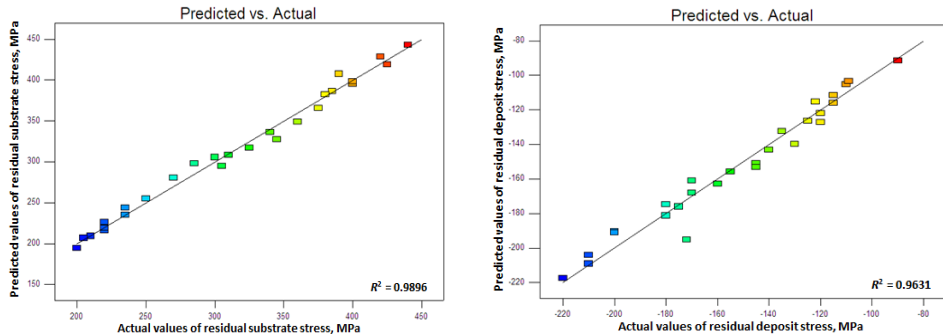 Predicted vs. Actual
Predicted values of residual substrate stress, MPa
450
400
350
300
250
200
150
R² = 0.9896
200 250 300 350 400 450
Actual values of residual substrate stress, MPa
Predicted vs. Actual
Predicted values of residual deposit stress, MPa
-80
-100
-120
-140
-160
-180
-200
-220
R² = 0.9631
-220 -200 -180 -160 -140 -120 -100 -80
Actual values of residual deposit stress, MPa